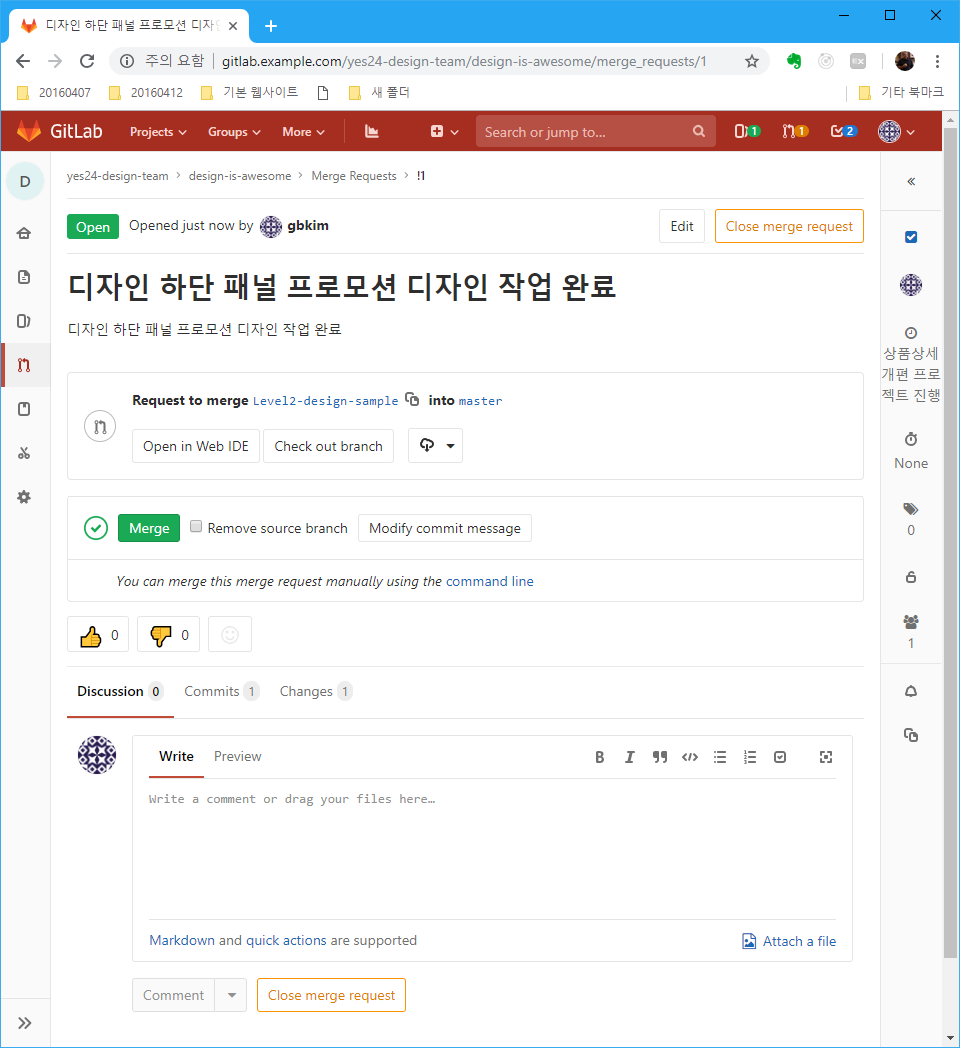 디자인 하단 패널 프로모션 디자인
주의 요함 | gitlab.example.com/yes24-design-team/design-is-awesome/merge_requests/1
20160407 20160412 기본 웹사이트 새 폴더 기타 북마크
GitLab Projects Groups More Search or jump to... 1 1 2
D yes24-design-team > design-is-awesome > Merge Requests > !1
Open Opened just now by gbkim Edit Close merge request
디자인 하단 패널 프로모션 디자인 작업 완료
디자인 하단 패널 프로모션 디자인 작업 완료
상품상세
개편 프로
젝트 진행
Request to merge Level2-design-sample into master
Open in Web IDE Check out branch
None
Merge Remove source branch Modify commit message
0
You can merge this merge request manually using the command line
0 0
1
Discussion 0 Commits 1 Changes 1
Write Preview
Write a comment or drag your files here…
Markdown and quick actions are supported Attach a file
Comment Close merge request